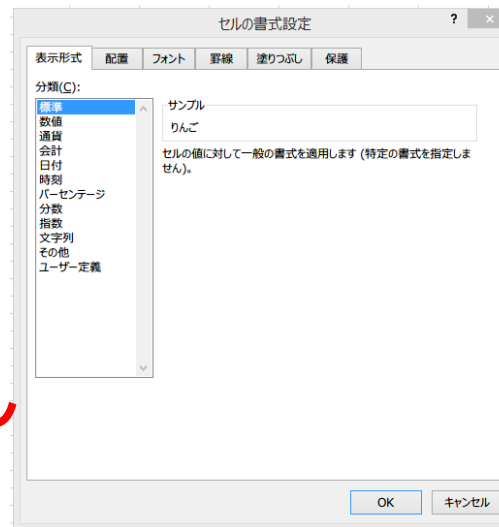 セルの書式設定
? ×
表示形式 配置 フォント 罫線 塗りつぶし 保護
分類(C):
標準
数値
通貨
会計
日付
時刻
パーセンテージ
分数
指数
文字列
その他
ユーザー定義
サンプル
りんご
セルの値に対して一般の書式を適用します (特定の書式を指定しま
せん)。
OK キャンセル